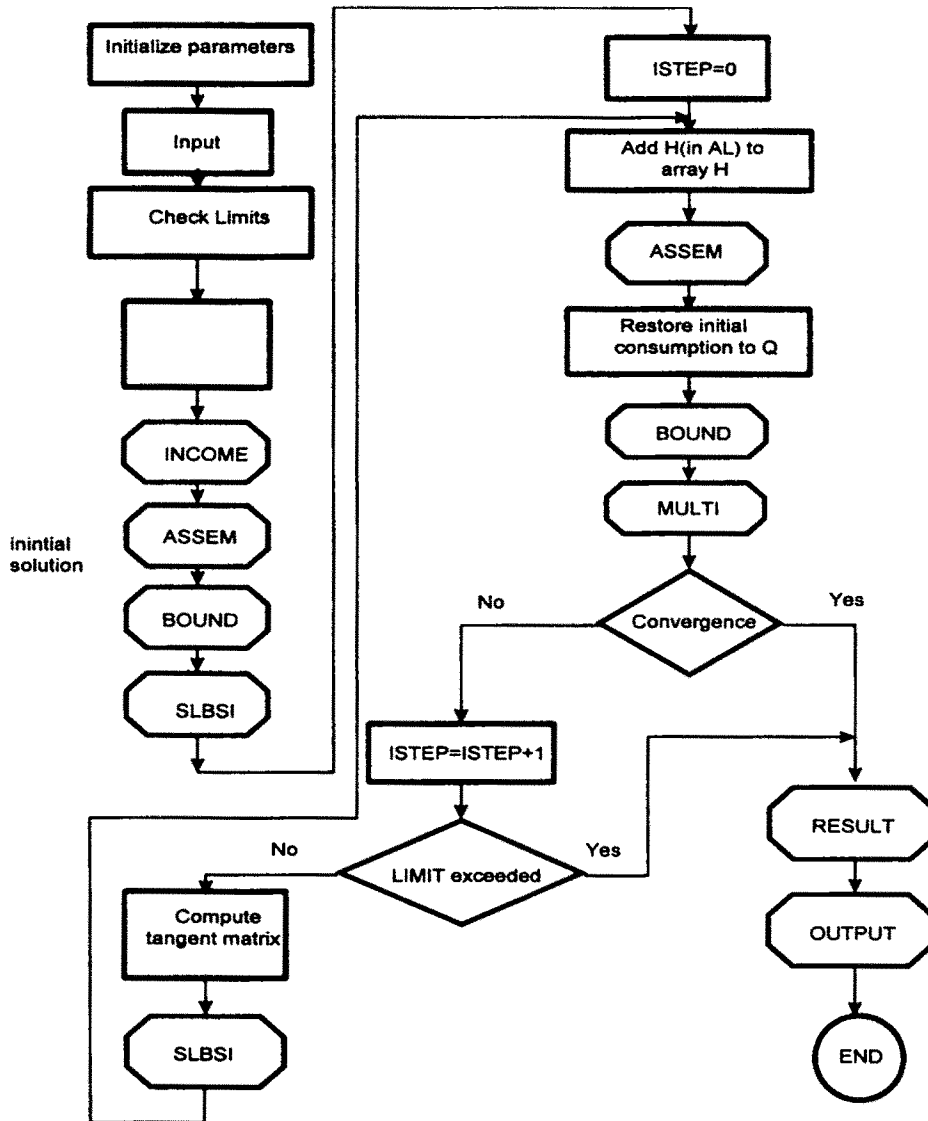 Initialize parameters
Input
Check Limits
INCOME
ASSEM
inintial
solution
BOUND
SLBSI
ISTEP=0
Add H(in AL) to
array H
ASSEM
Restore initial
consumption to Q
BOUND
MULTI
No
Convergence
Yes
ISTEP=ISTEP+1
No
LIMIT exceeded
Yes
Compute
tangent matrix
SLBSI
RESULT
OUTPUT
END